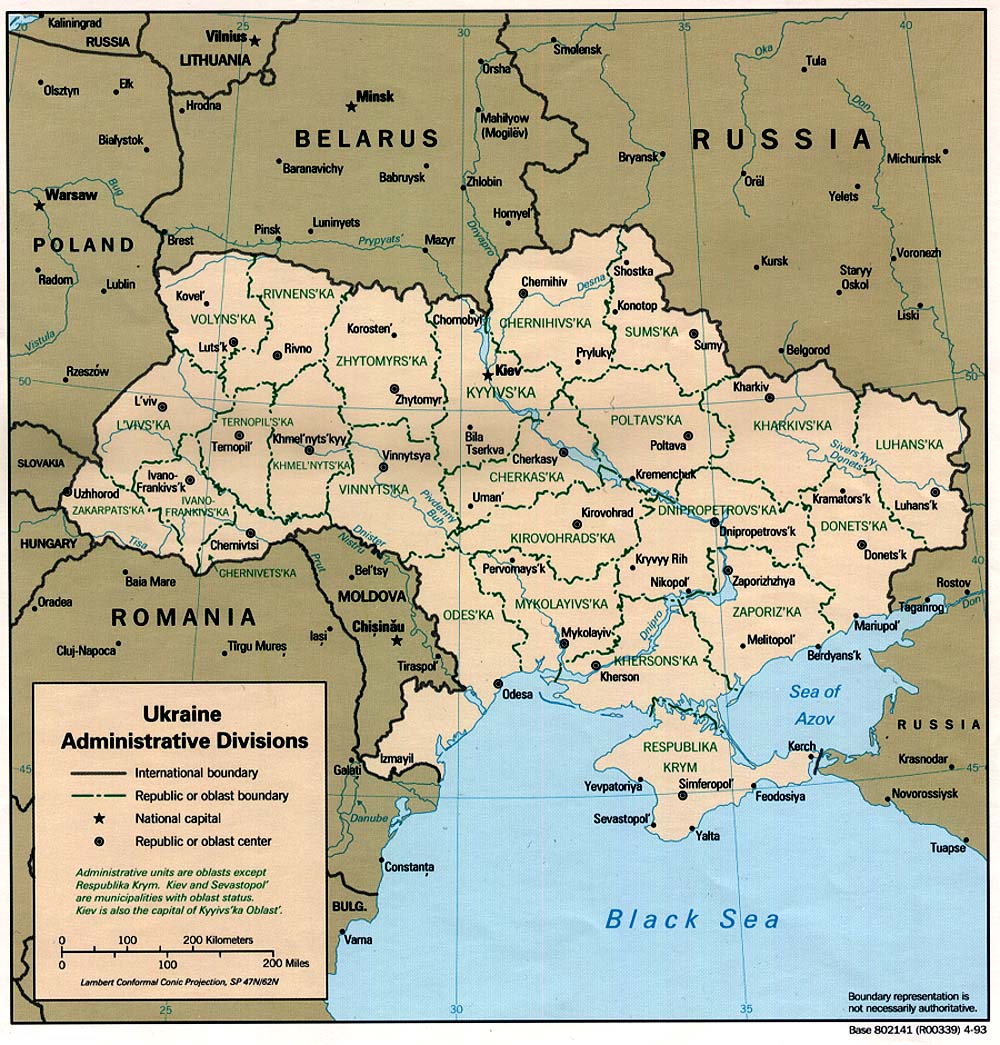 20
25
30
35
40
Kaliningrad
RUSSIA
Vilnius
LITHUANIA
Smolensk
Oka
Tula
Orsha
Olsztyn
Ełk
Hrodna
Minsk
Mahilyow
(Mogilëv)
Don
BELARUS
RUSSIA
Białystok
Baranavichy
Babruysk
Bryansk
Michurinsk
Zhlobin
Orël
Yelets
Warsaw
Bug
Homyel'
Luninyets
Pinsk
Prypyats'
Dnyapro
Mazyr
Brest
POLAND
Radom
Lublin
Kursk
Staryy
Oskol
Voronezh
Liski
Vistula
Rzeszów
50
Belgorod
50
Kovel'
RIVNENS'KA
VOLYNS'KA
Luts'k
Rivno
Korosten'
ZHYTOMYRS'KA
Zhytomyr
Chornobyl'
Chernihiv
Desna
Shostka
Konotop
CHERNIHIVS'KA
SUMS'KA
Sumy
Pryluky
Kiev
KYYIVS'KA
Kharkiv
KHARKIVS'KA
L'viv
L'VIVS'KA
TERNOPIL'S'KA
Ternopil'
Khmel'nyts'kyy
KHMEL'NYTS'KA
Vinnytsya
VINNYTS'KA
Bila
Tserkva
Cherkasy
CHERKAS'KA
POLTAVS'KA
Poltava
Kremenchuk
Sivers'kyy
Donets'
LUHANS'KA
SLOVAKIA
Uzhhorod
ZAKARPATS'KA
Ivano-
Frankivs'k
IVANO-
FRANKIVS'KA
Pivdenny
Buh
Uman'
Kirovohrad
KIROVOHRADS'KA
DNIPROPETROVS'KA
Dnipropetrovs'k
Kramators'k
Luhans'k
DONETS'KA
Donets'k
HUNGARY
Tisa
Chernivtsi
CHERNIVETS'KA
Prut
Dnister
Nistru
Pervomays'k
Kryvyy Rih
Nikopol'
Zaporizhzhya
ZAPORIZ'KA
Baia Mare
Bel'tsy
MOLDOVA
Oradea
ROMANIA
Chişinău
Iaşi
Cluj-Napoca
Tîrgu Mureş
Tiraspol'
ODES'KA
MYKOLAYIVS'KA
Mykolayiv
Dnipro
KHERSONS'KA
Kherson
Odesa
Melitopol'
Berdyans'k
Mariupol'
Taganrog
Rostov
Don
Sea of
Azov
RUSSIA
Krasnodar
45
Novorossiysk
Tuapse
RESPUBLIKA
KRYM
Kerch
Yevpatoriya
Simferopol'
Feodosiya
Sevastopol'
Yalta
Izmayil
Galaţi
45
Danube
Constanţa
BULG.
Varna
Black Sea
Ukraine
Administrative Divisions
International boundary
Republic or oblast boundary
National capital
Republic or oblast center
Administrative units are oblasts except
Respublika Krym. Kiev and Sevastopol'
are municipalities with oblast status.
Kiev is also the capital of Kyyivs'ka Oblast'.
0 100 200 Kilometers
0 100 200 Miles
Lambert Conformal Conic Projection, SP 47N/62N
25
30
35
40
Boundary representation is
not necessarily authoritative.
Base 802141 (R00339) 4-93